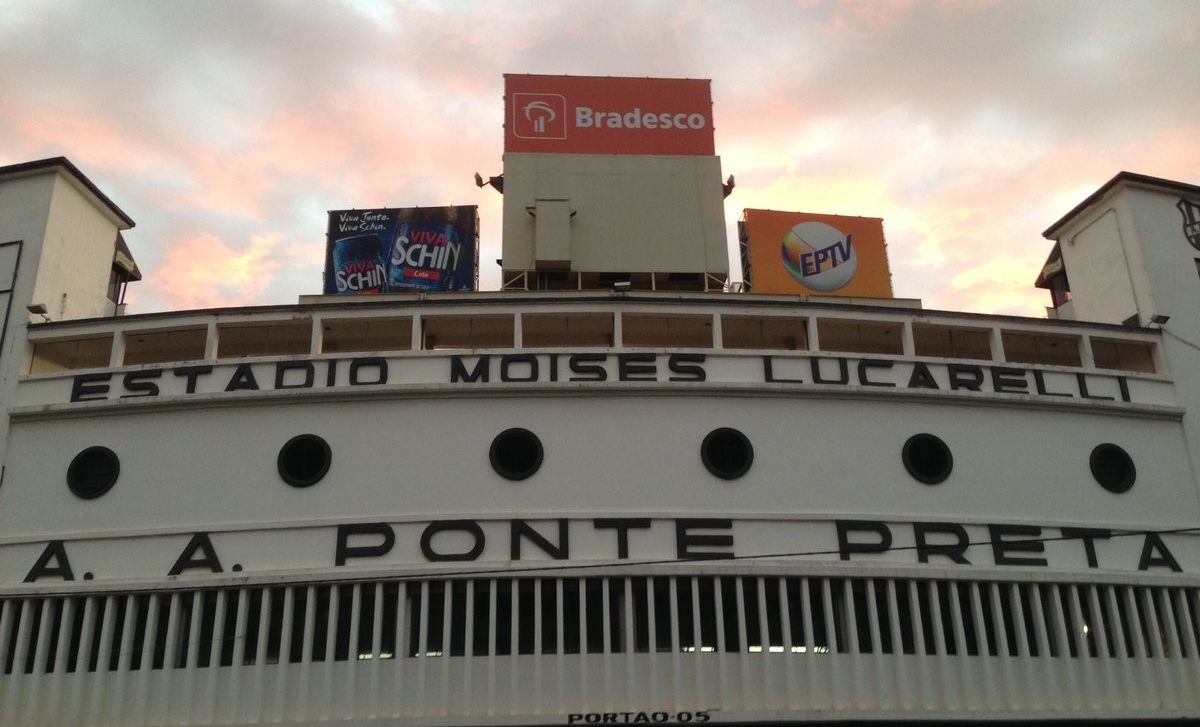 Bradesco
Viva Junto.
Viva Schin.
VIVA
SCHIN
Cola
VIVA
SCHIN
EPTV
ESTADIO MOISES LUCARELLI
A. A. PONTE PRETA
PORTAO-05